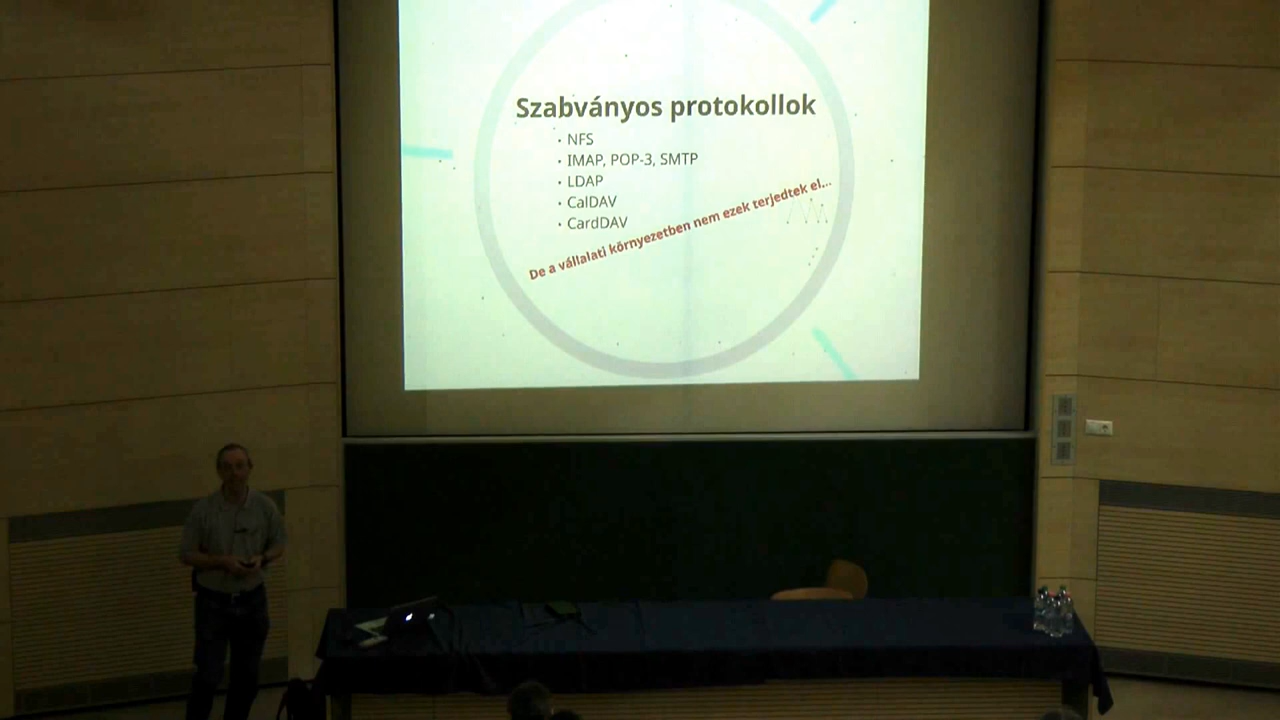 Szabványos protokollok
• NFS
• IMAP, POP-3, SMTP
• LDAP
• CalDAV
• CardDAV
De a vállalati környezetben nem ezek terjedtek el...